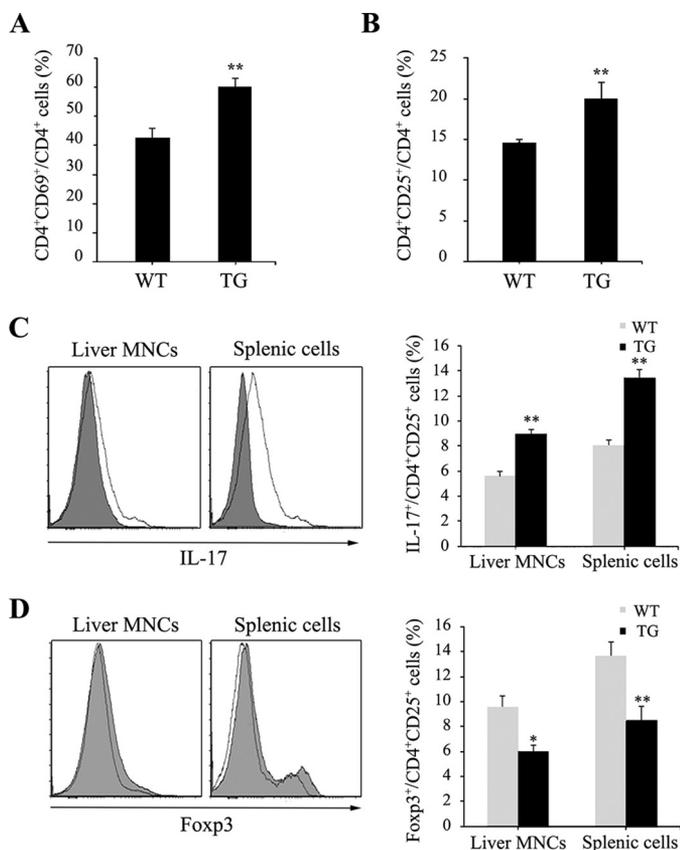 A
CD4⁺CD69⁺/CD4⁺ cells (%)
70
60
50
40
30
20
10
0
**
WT
TG
B
CD4⁺CD25⁺/CD4⁺ cells (%)
25
20
15
10
5
0
**
WT
TG
C
Liver MNCs
Splenic cells
IL-17
IL-17⁺/CD4⁺CD25⁺ cells (%)
WT
TG
16
14
12
10
8
6
4
2
0
**
**
Liver MNCs
Splenic cells
D
Liver MNCs
Splenic cells
Foxp3
Foxp3⁺/CD4⁺CD25⁺ cells (%)
WT
TG
16
14
12
10
8
6
4
2
0
*
**
Liver MNCs
Splenic cells